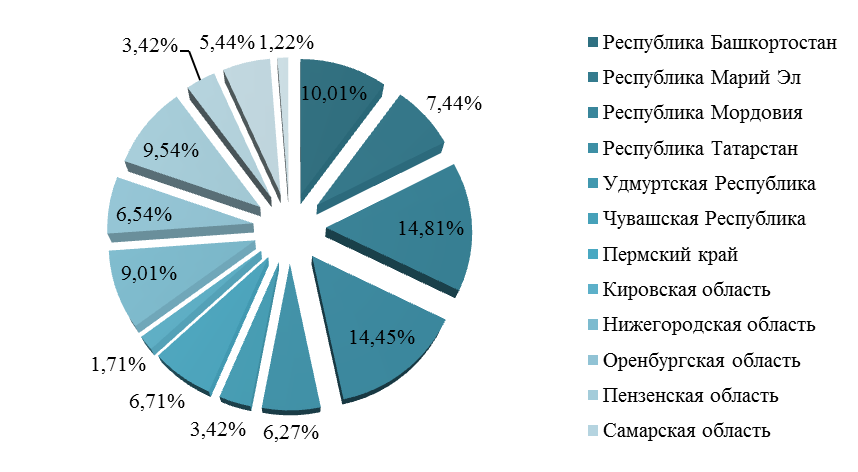 3,42%
5,44%
1,22%
10,01%
7,44%
14,81%
14,45%
6,27%
3,42%
6,71%
1,71%
9,01%
6,54%
9,54%
Республика Башкортостан
Республика Марий Эл
Республика Мордовия
Республика Татарстан
Удмуртская Республика
Чувашская Республика
Пермский край
Кировская область
Нижегородская область
Оренбургская область
Пензенская область
Самарская область